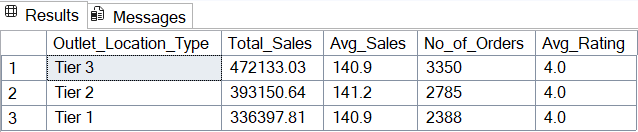 Results Messages
Outlet_Location_Type Total_Sales Avg_Sales No_of_Orders Avg_Rating
1 Tier 3 472133.03 140.9 3350 4.0
2 Tier 2 393150.64 141.2 2785 4.0
3 Tier 1 336397.81 140.9 2388 4.0